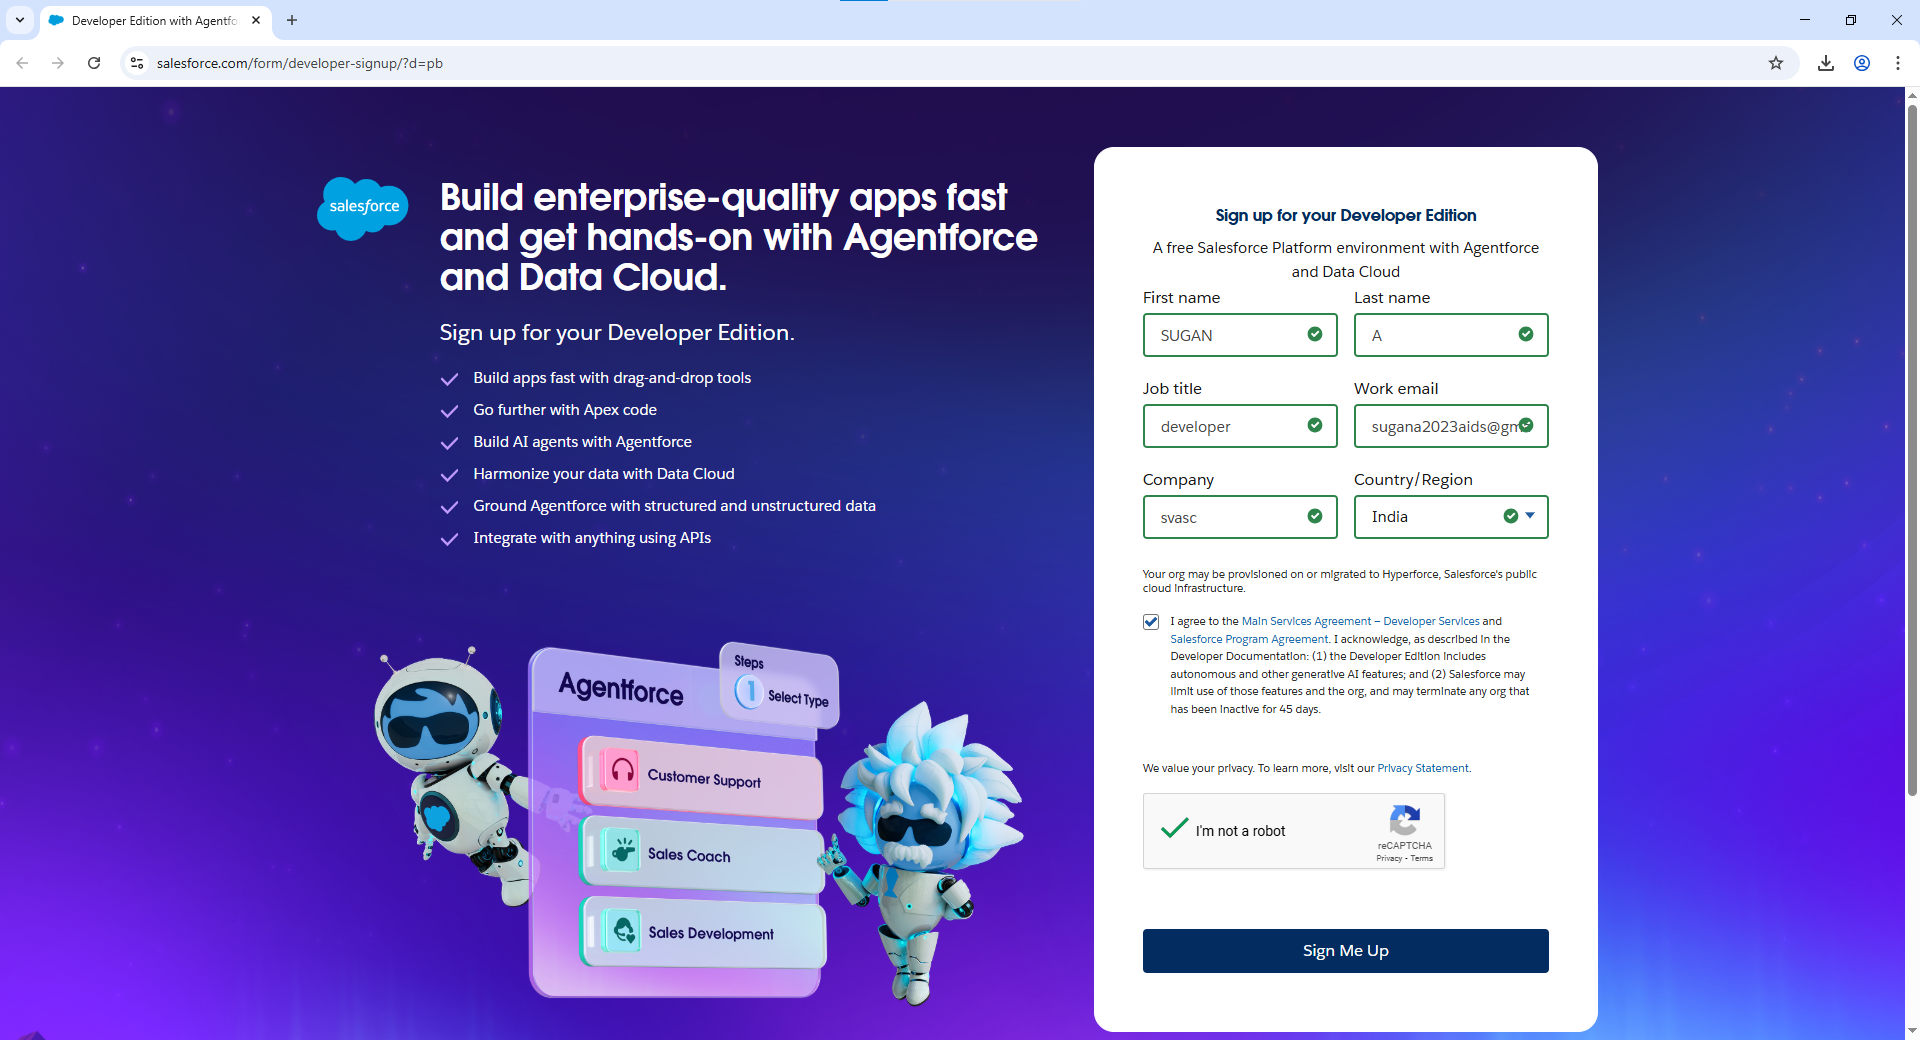 Developer Edition with Agentfo
salesforce.com/form/developer-signup/?d=pb
salesforce
Build enterprise-quality apps fast
and get hands-on with Agentforce
and Data Cloud.
Sign up for your Developer Edition.
Build apps fast with drag-and-drop tools
Go further with Apex code
Build AI agents with Agentforce
Harmonize your data with Data Cloud
Ground Agentforce with structured and unstructured data
Integrate with anything using APIs
Agentforce
Steps
1 Select Type
Customer Support
Sales Coach
Sales Development
Sign up for your Developer Edition
A free Salesforce Platform environment with Agentforce
and Data Cloud
First name Last name
SUGAN A
Job title Work email
developer sugana2023aids@gm
Company Country/Region
svasc India
Your org may be provisioned on or migrated to Hyperforce, Salesforce's public
cloud infrastructure.
I agree to the Main Services Agreement – Developer Services and
Salesforce Program Agreement. I acknowledge, as described in the
Developer Documentation: (1) the Developer Edition includes
autonomous and other generative AI features; and (2) Salesforce may
limit use of those features and the org, and may terminate any org that
has been inactive for 45 days.
We value your privacy. To learn more, visit our Privacy Statement.
I'm not a robot
reCAPTCHA
Privacy - Terms
Sign Me Up